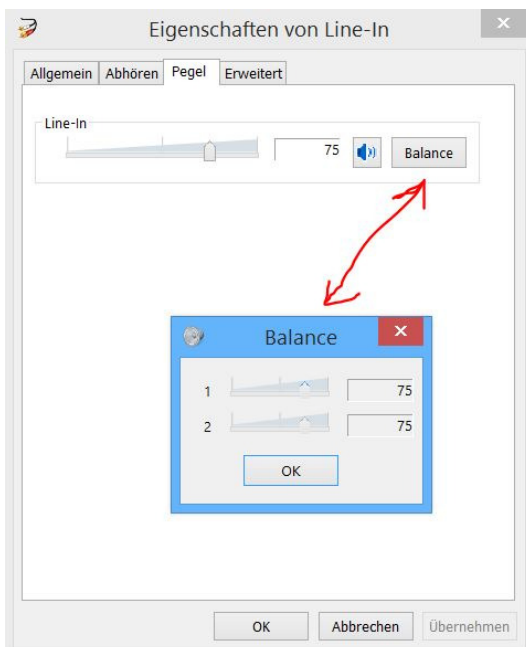 Eigenschaften von Line-In
Allgemein Abhören Pegel Erweitert
Line-In
75 Balance
Balance
1 75
2 75
OK
OK Abbrechen Übernehmen